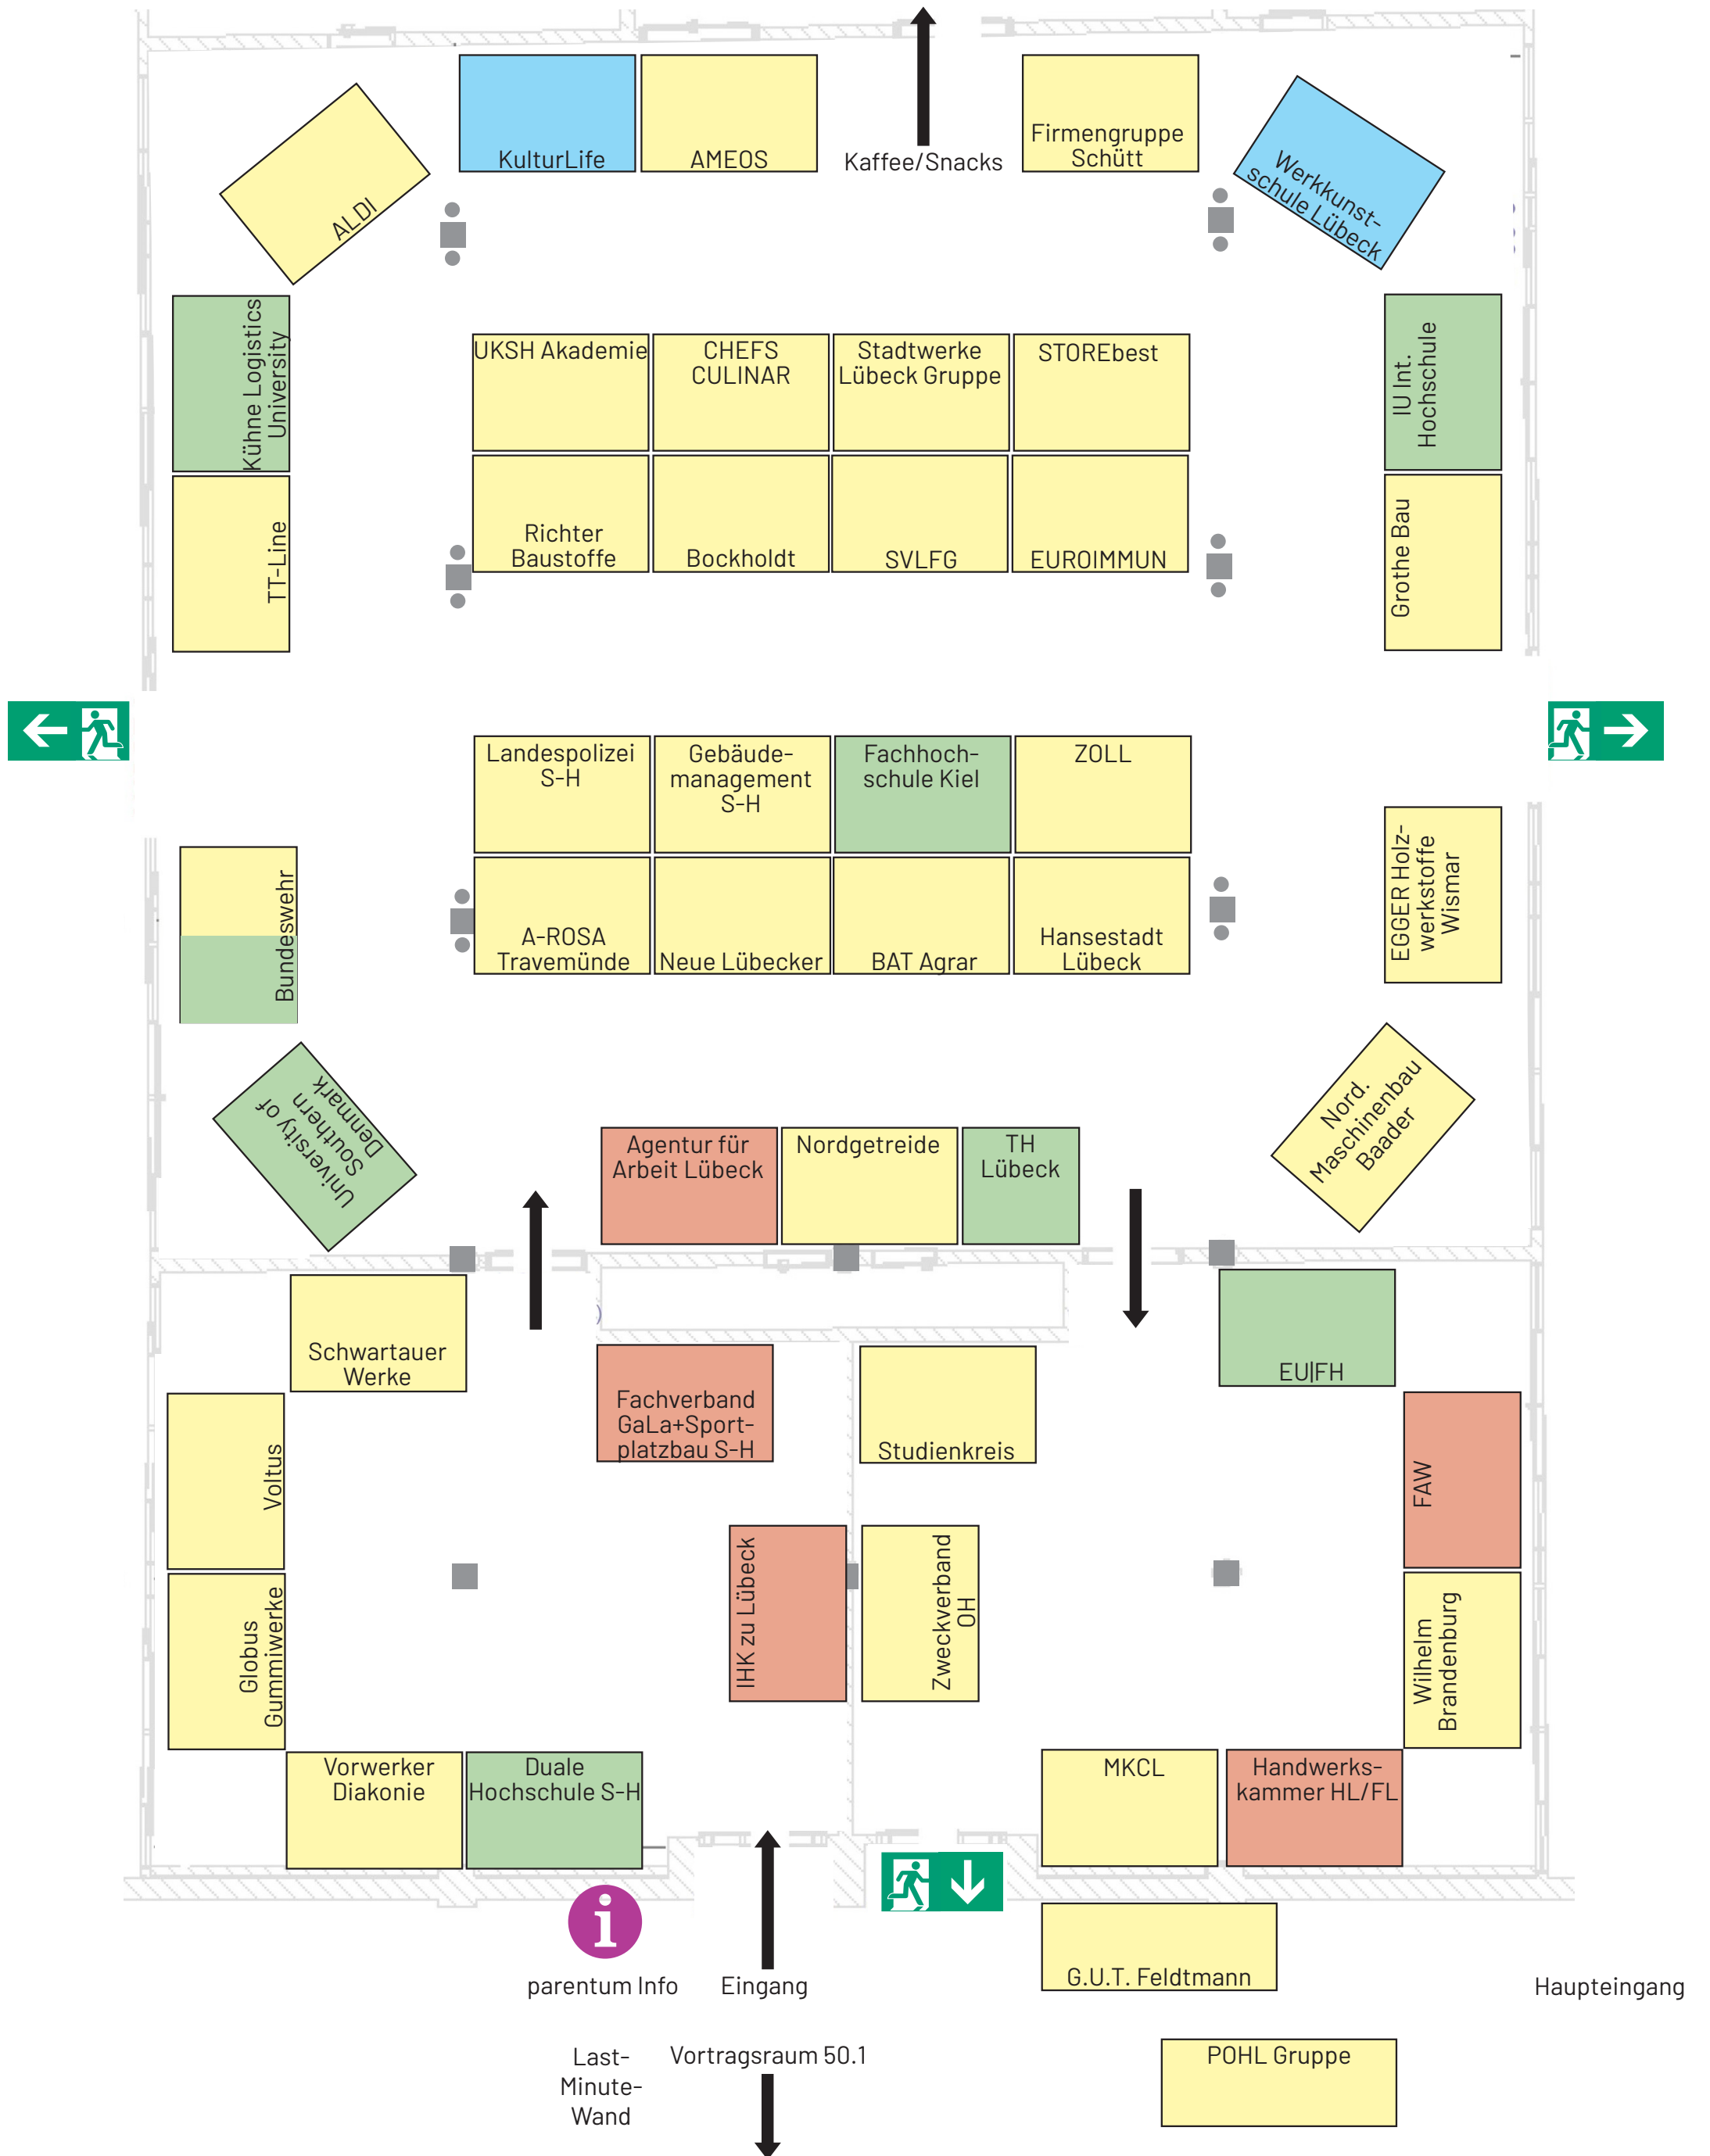 KulturLife
AMEOS
Kaffee/Snacks
Firmengruppe
Schütt
Werkkunst-
schule Lübeck
ALDI
Kühne Logistics
University
UKSH Akademie
CHEFS
CULINAR
Stadtwerke
Lübeck Gruppe
STOREbest
IU Int.
Hochschule
TT-Line
Richter
Baustoffe
Bockholdt
SVLFG
EUROIMMUN
Grothe Bau
Landespolizei
S-H
Gebäude-
management
S-H
Fachhoch-
schule Kiel
ZOLL
Bundeswehr
A-ROSA
Travemünde
Neue Lübecker
BAT Agrar
Hansestadt
Lübeck
EGGER Holz-
werkstoffe
Wismar
University of
Southern
Denmark
Agentur für
Arbeit Lübeck
Nordgetreide
TH
Lübeck
Nord.
Maschinenbau
Baader
Schwartauer
Werke
Fachverband
GaLa+Sport-
platzbau S-H
Studienkreis
EU|FH
Voltus
FAW
Globus
Gummiwerke
IHK zu Lübeck
Zweckverband
OH
Wilhelm
Brandenburg
Vorwerker
Diakonie
Duale
Hochschule S-H
MKCL
Handwerks-
kammer HL/FL
i
parentum Info
Eingang
G.U.T. Feldtmann
Haupteingang
Last-
Minute-
Wand
Vortragsraum 50.1
POHL Gruppe